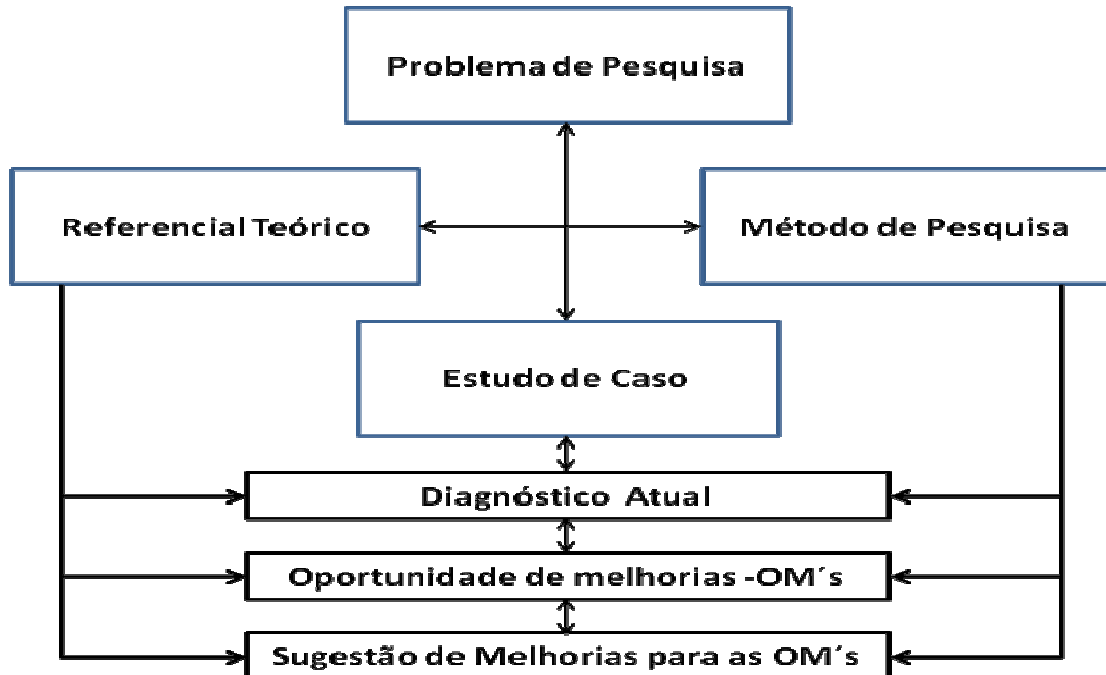 Problema de Pesquisa
Referencial Teórico
Método de Pesquisa
Estudo de Caso
Diagnóstico Atual
Oportunidade de melhorias -OM´s
Sugestão de Melhorias para as OM´s